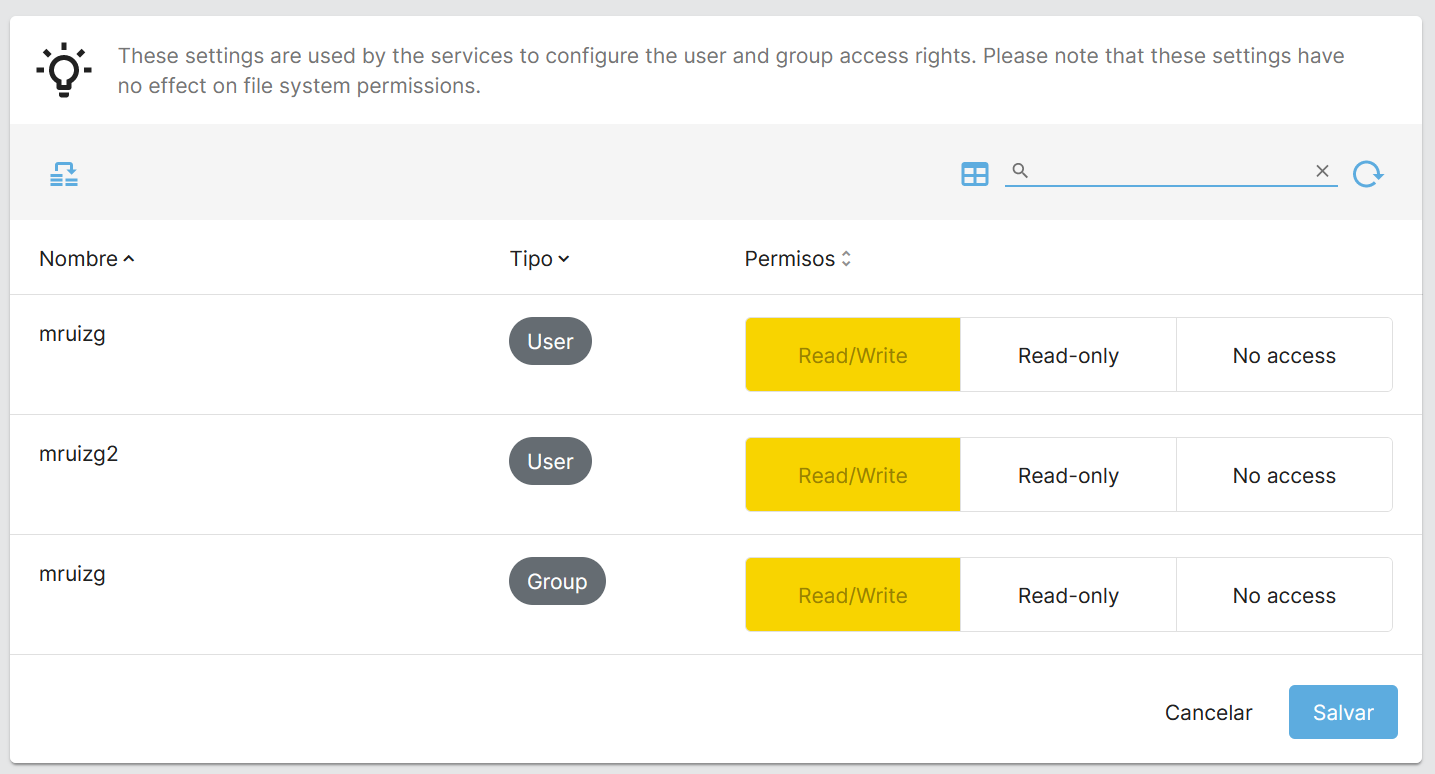 These settings are used by the services to configure the user and group access rights. Please note that these settings have
no effect on file system permissions.
Nombre Tipo Permisos
mruizg User Read/Write Read-only No access
mruizg2 User Read/Write Read-only No access
mruizg Group Read/Write Read-only No access
Cancelar Salvar